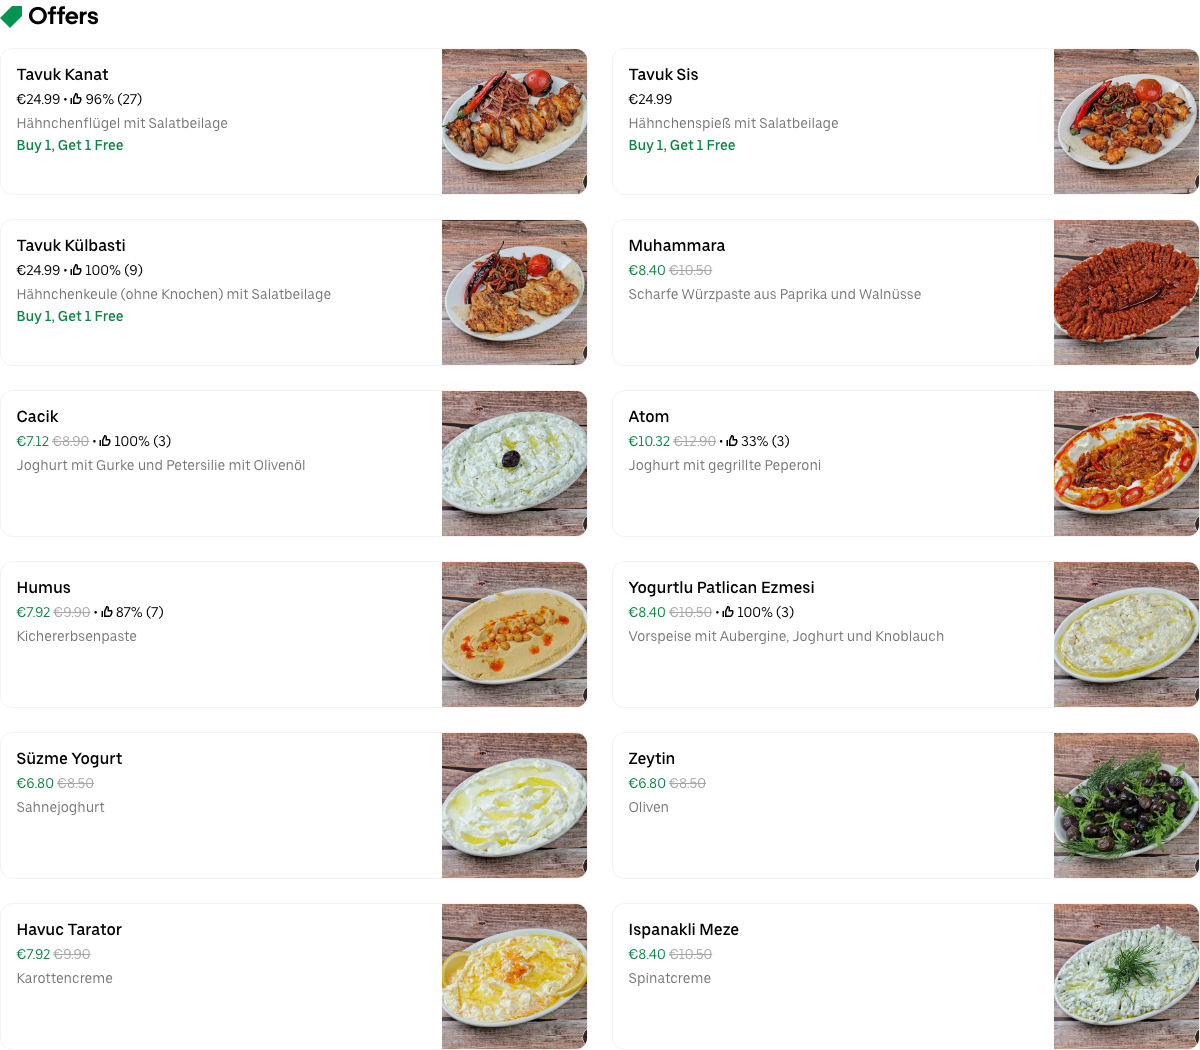 Offers
Tavuk Kanat
€24.99 • 96% (27)
Hähnchenflügel mit Salatbeilage
Buy 1, Get 1 Free
Tavuk Sis
€24.99
Hähnchenspieß mit Salatbeilage
Buy 1, Get 1 Free
Tavuk Külbasti
€24.99 • 100% (9)
Hähnchenkeule (ohne Knochen) mit Salatbeilage
Buy 1, Get 1 Free
Muhammara
€8.40 €10.50
Scharfe Würzpaste aus Paprika und Walnüsse
Cacik
€7.12 €8.90 • 100% (3)
Joghurt mit Gurke und Petersilie mit Olivenöl
Atom
€10.32 €12.90 • 33% (3)
Joghurt mit gegrillte Peperoni
Humus
€7.92 €9.90 • 87% (7)
Kichererbsenpaste
Yogurtlu Patlican Ezmesi
€8.40 €10.50 • 100% (3)
Vorspeise mit Aubergine, Joghurt und Knoblauch
Süzme Yogurt
€6.80 €8.50
Sahnejoghurt
Zeytin
€6.80 €8.50
Oliven
Havuc Tarator
€7.92 €9.90
Karottencreme
Ispanakli Meze
€8.40 €10.50
Spinatcreme